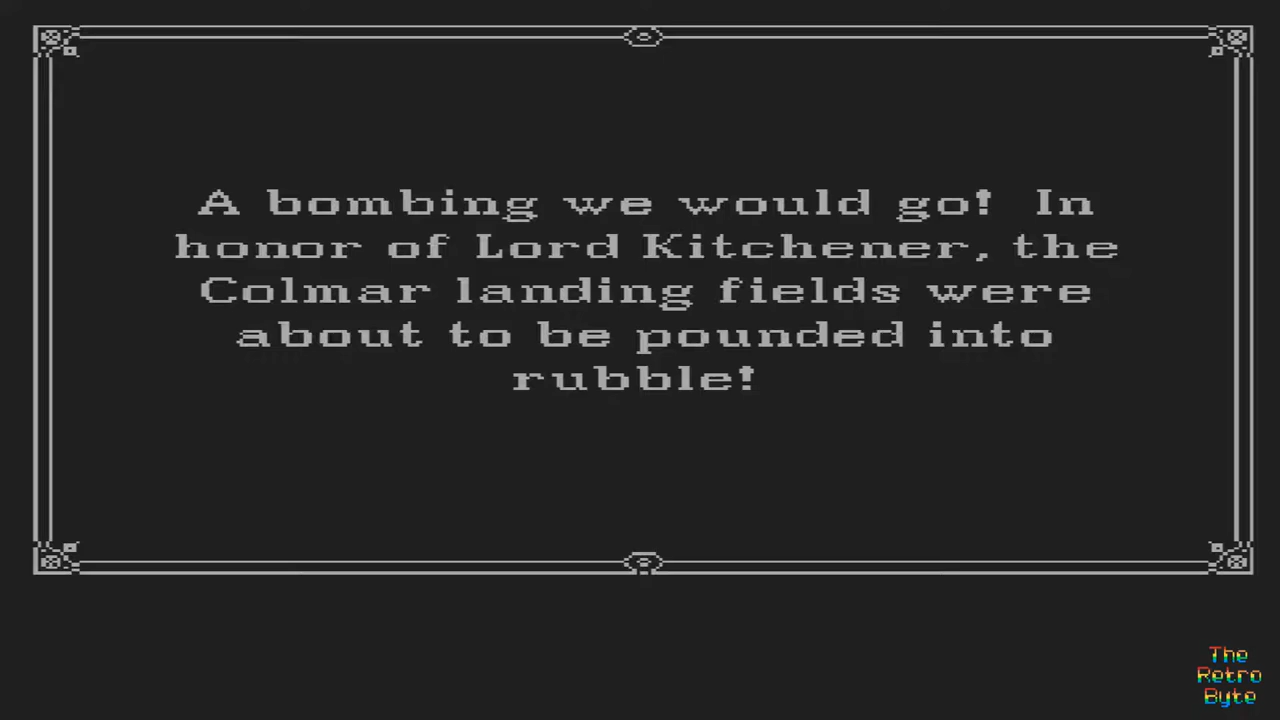 A bombing we would go! In
honor of Lord Kitchener, the
Colmar landing fields were
about to be pounded into
rubble!
The
Retro
Byte